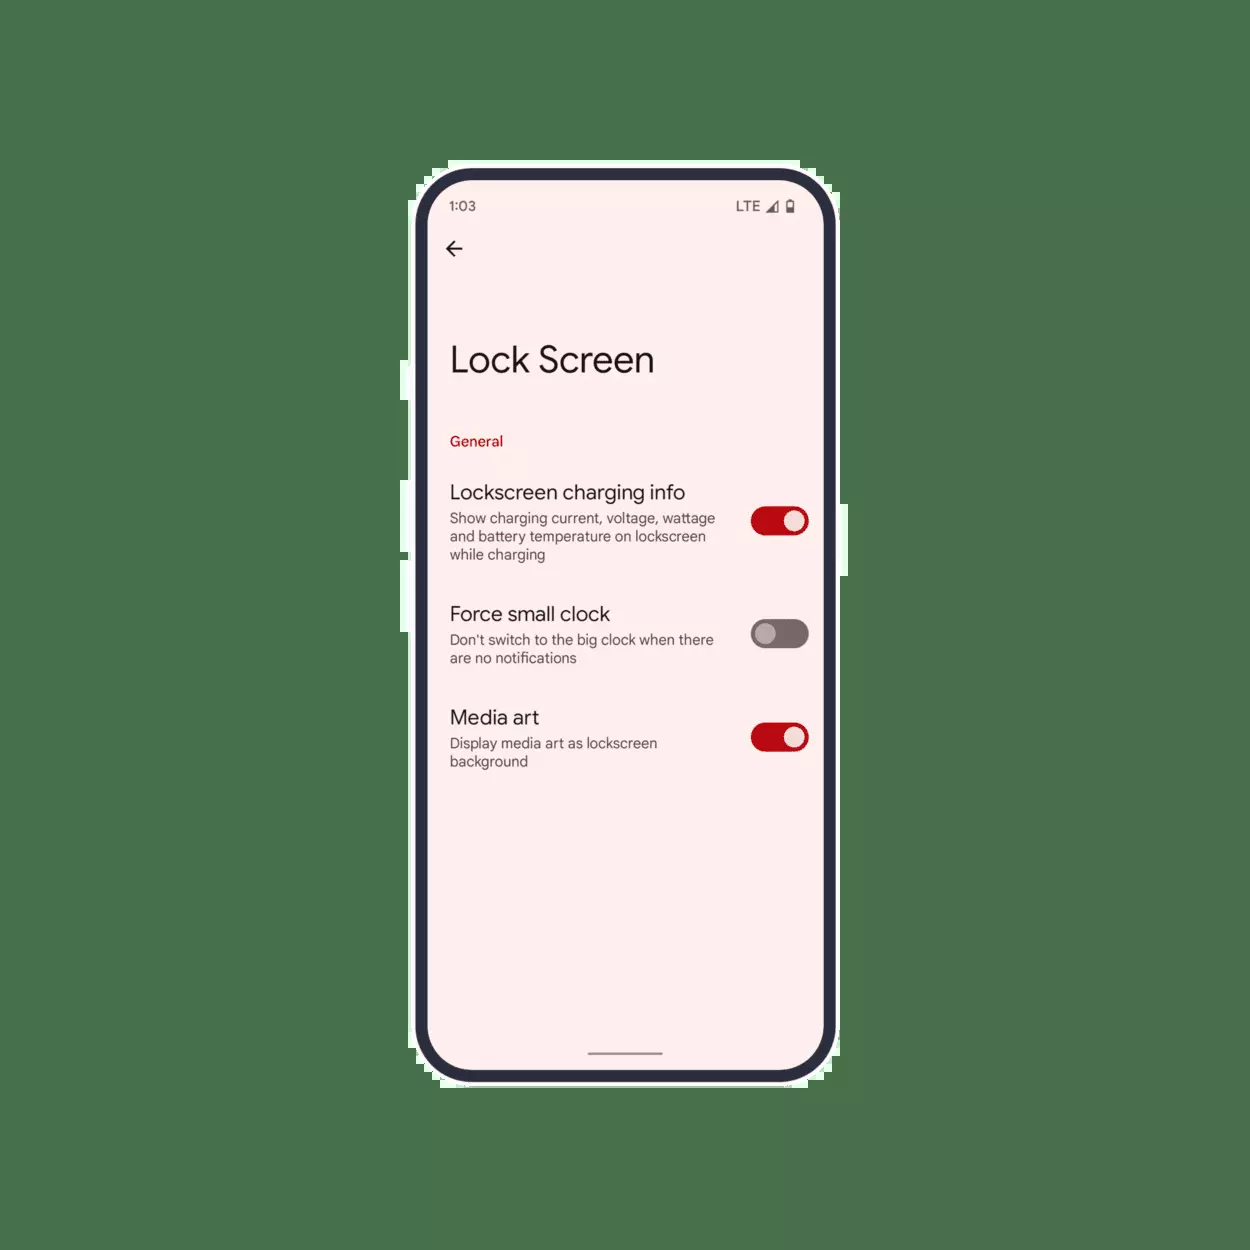 1:03
LTE
Lock Screen
General
Lockscreen charging info
Show charging current, voltage, wattage
and battery temperature on lockscreen
while charging
Force small clock
Don't switch to the big clock when there
are no notifications
Media art
Display media art as lockscreen
background